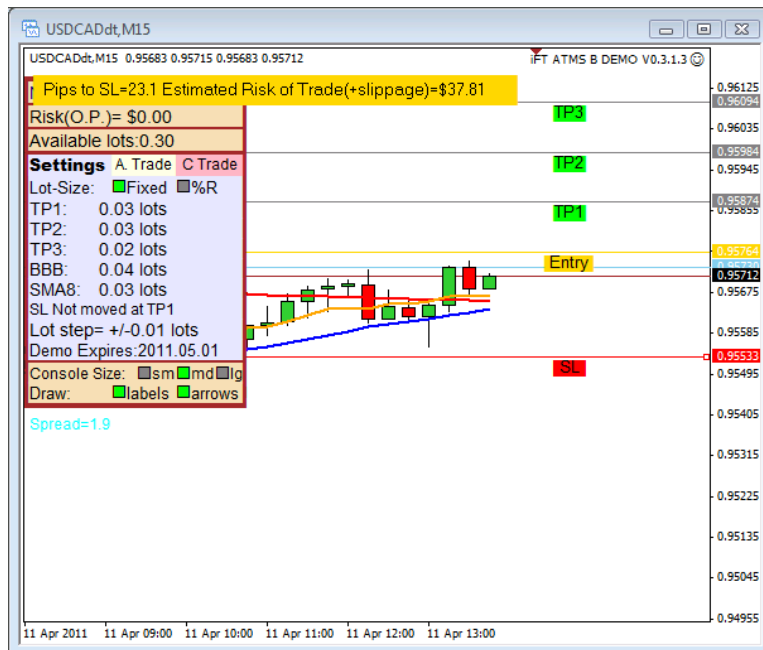 USDCADdt,M15
USDCADdt,M15 0.95683 0.95715 0.95683 0.95712
iFT ATMS B DEMO V0.3.1.3
Pips to SL=23.1 Estimated Risk of Trade(+slippage)=$37.81
Risk(O.P.)= $0.00
Available lots:0.30
Settings A. Trade C Trade
Lot-Size: Fixed %R
TP1: 0.03 lots
TP2: 0.03 lots
TP3: 0.02 lots
BBB: 0.04 lots
SMA8: 0.03 lots
SL Not moved at TP1
Lot step= +/-0.01 lots
Demo Expires:2011.05.01
Console Size: sm md lg
Draw: labels arrows
Spread=1.9
TP3
TP2
TP1
Entry
SL
0.96125
0.96094
0.96035
0.95984
0.95945
0.95874
0.95855
0.95764
0.95712
0.95675
0.95585
0.95533
0.95495
0.95405
0.95315
0.95225
0.95135
0.95045
0.94955
11 Apr 2011 11 Apr 09:00 11 Apr 10:00 11 Apr 11:00 11 Apr 12:00 11 Apr 13:00